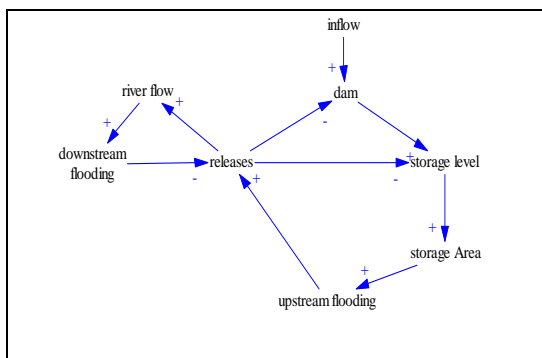 inflow
+
dam
river flow
+
+
-
downstream
flooding
-
releases
+
+
storage level
-
+
storage Area
+
upstream flooding